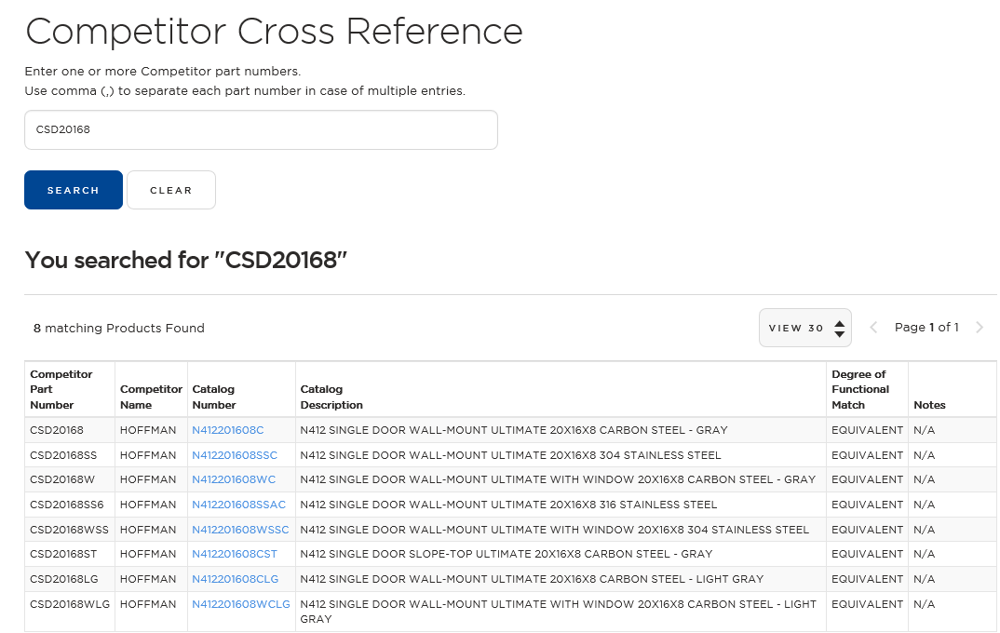 Competitor Cross Reference
Enter one or more Competitor part numbers.
Use comma (,) to separate each part number in case of multiple entries.
CSD20168
SEARCH CLEAR
You searched for "CSD20168"
8 matching Products Found VIEW 30 Page 1 of 1
Competitor Part Number Competitor Name Catalog Number Catalog Description Degree of Functional Match Notes
CSD20168 HOFFMAN N412201608C N412 SINGLE DOOR WALL-MOUNT ULTIMATE 20X16X8 CARBON STEEL - GRAY EQUIVALENT N/A
CSD20168SS HOFFMAN N412201608SSC N412 SINGLE DOOR WALL-MOUNT ULTIMATE 20X16X8 304 STAINLESS STEEL EQUIVALENT N/A
CSD20168W HOFFMAN N412201608WC N412 SINGLE DOOR WALL-MOUNT ULTIMATE WITH WINDOW 20X16X8 CARBON STEEL - GRAY EQUIVALENT N/A
CSD20168SS6 HOFFMAN N412201608SSAC N412 SINGLE DOOR WALL-MOUNT ULTIMATE 20X16X8 316 STAINLESS STEEL EQUIVALENT N/A
CSD20168WSS HOFFMAN N412201608WSSC N412 SINGLE DOOR WALL-MOUNT ULTIMATE WITH WINDOW 20X16X8 304 STAINLESS STEEL EQUIVALENT N/A
CSD20168ST HOFFMAN N412201608CST N412 SINGLE DOOR SLOPE-TOP ULTIMATE 20X16X8 CARBON STEEL - GRAY EQUIVALENT N/A
CSD20168LG HOFFMAN N412201608CLG N412 SINGLE DOOR WALL-MOUNT ULTIMATE 20X16X8 CARBON STEEL - LIGHT GRAY EQUIVALENT N/A
CSD20168WLG HOFFMAN N412201608WCLG N412 SINGLE DOOR WALL-MOUNT ULTIMATE WITH WINDOW 20X16X8 CARBON STEEL - LIGHT EQUIVALENT N/A
GRAY